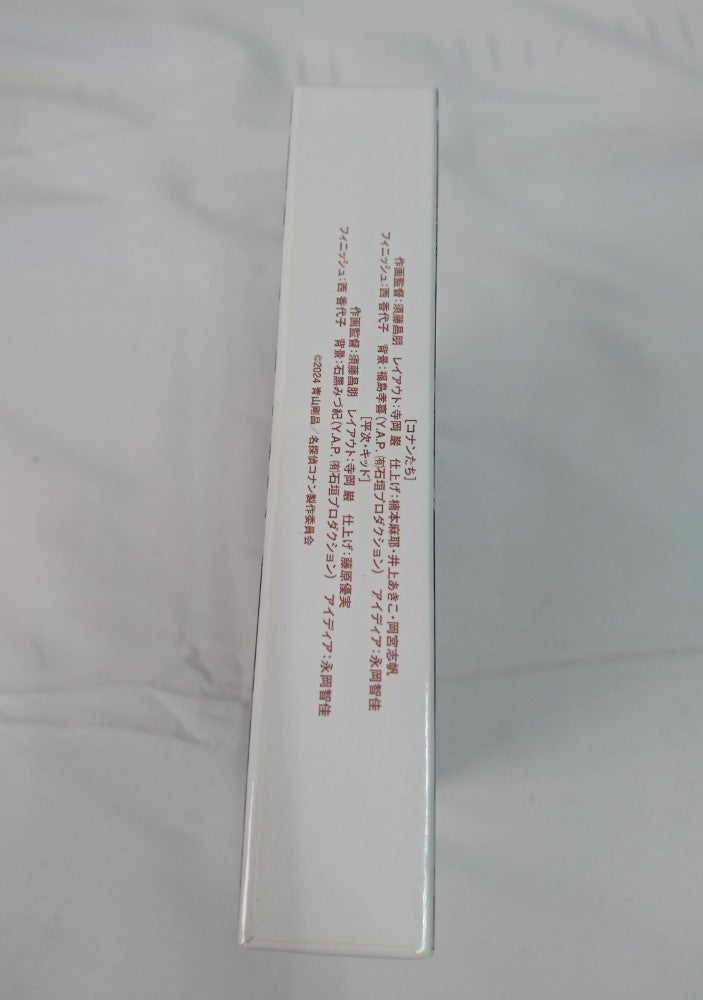 [コナンたち]
作画監督:須藤昌朋 レイアウト:寺岡 巌 仕上げ:楠本麻耶・井上あきこ・岡宮志帆
フィニッシュ:西 香代子 背景:福島孝喜(Y.A.P. ㈲石垣プロダクション) アイディア:永岡智佳
[平次・キッド]
作画監督:須藤昌朋 レイアウト:寺岡 巌 仕上げ:藤原優実
フィニッシュ:西 香代子 背景:石黒みづ紀(Y.A.P. ㈲石垣プロダクション) アイディア:永岡智佳
©2024 青山剛昌/名探偵コナン製作委員会